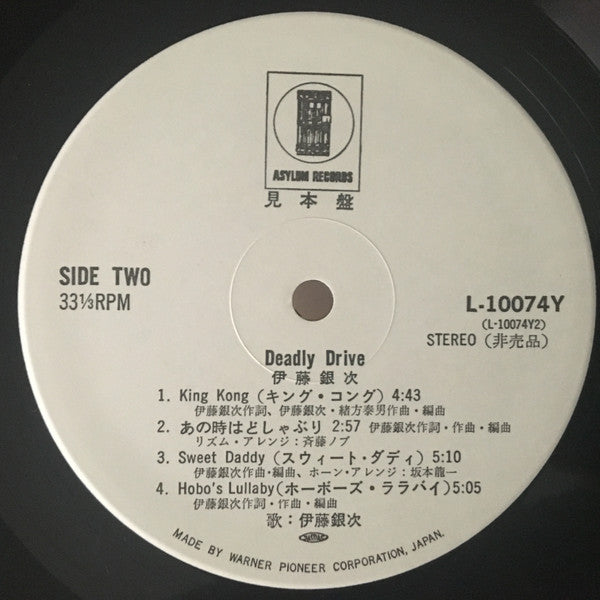 ASYLUM RECORDS
見本盤
SIDE TWO
33⅓RPM
L-10074Y
(L-10074Y2)
STEREO (非売品)
Deadly Drive
伊藤銀次
1. King Kong (キング・コング) 4:43
伊藤銀次作詞、伊藤銀次・緒方泰男作曲・編曲
2. あの時はどしゃぶり 2:57 伊藤銀次作詞・作曲・編曲
リズム・アレンジ：斉藤ノブ
3. Sweet Daddy (スウィート・ダディ) 5:10
伊藤銀次作曲・編曲、ホーン・アレンジ：坂本龍一
4. Hobo's Lullaby (ホーボーズ・ララバイ) 5:05
伊藤銀次作詞・作曲・編曲
歌：伊藤銀次
MADE BY WARNER PIONEER CORPORATION, JAPAN.